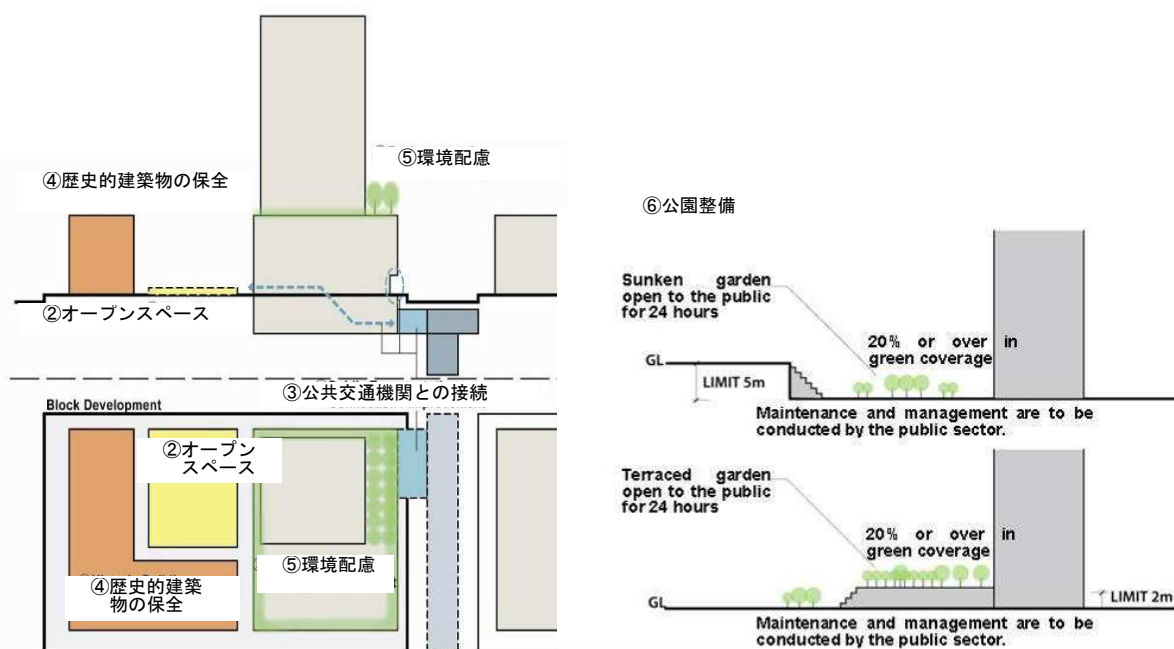 ⑤環境配慮
④歴史的建築物の保全
②オープンスペース
③公共交通機関との接続
Block Development
②オープン
スペース
⑤環境配慮
④歴史的建築
物の保全
⑥公園整備
Sunken garden
open to the public
for 24 hours
20% or over in
green coverage
GL
LIMIT 5m
Maintenance and management are to be
conducted by the public sector.
Terraced garden
open to the public
for 24 hours
20% or over in
green coverage
GL
LIMIT 2m
Maintenance and management are to be
conducted by the public sector.